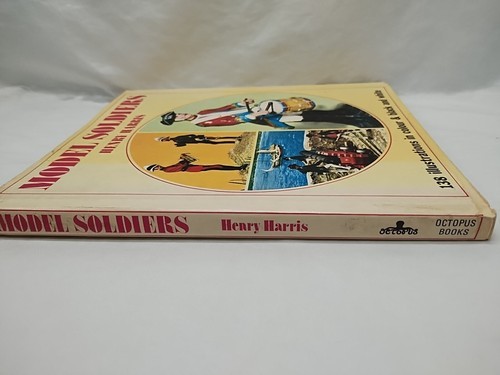 MODEL SOLDIERS
HENRY HARRIS
138 illustrations in colour & black and white
MODEL SOLDIERS Henry Harris OCTOPUS OCTOPUS
BOOKS